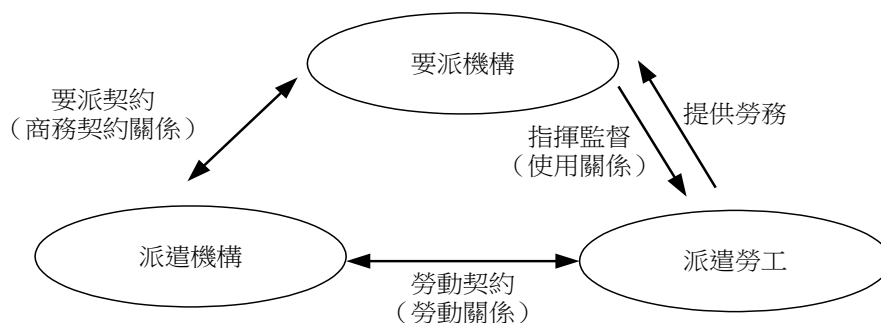 要派機構
要派契約
（商務契約關係）
提供勞務
指揮監督
（使用關係）
派遣機構
派遣勞工
勞動契約
（勞動關係）